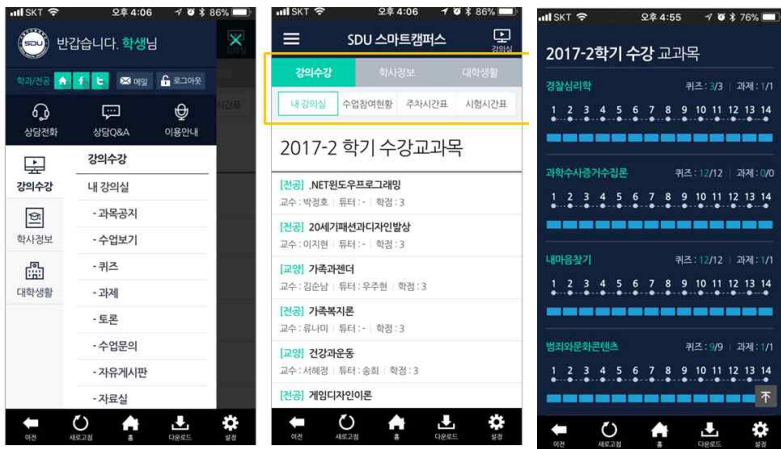 SKT 오후 4:06 86%
SDU 반갑습니다. 학생님
학과/전공 메일 로그아웃
상담전화 상담Q&A 이용안내
강의수강
학사정보
대학생활
강의수강
내 강의실
- 과목공지
- 수업보기
- 퀴즈
- 과제
- 토론
- 수업문의
- 자유게시판
- 자료실
이전 새로고침 홈 다운로드 설정
SKT 오후 4:06 86%
SDU 스마트캠퍼스 강의실
강의수강 학사정보 대학생활
내 강의실 수업참여현황 주차시간표 시험시간표
2017-2 학기 수강교과목
[전공] .NET윈도우프로그래밍
교수 : 박정호 튜터 : - 학점 : 3
[전공] 20세기패션과디자인발상
교수 : 이지현 튜터 : - 학점 : 3
[교양] 가족과젠더
교수 : 김순남 튜터 : 우주현 학점 : 3
[전공] 가족복지론
교수 : 류나미 튜터 : - 학점 : 3
[교양] 건강과운동
교수 : 서혜정 튜터 : 송희 학점 : 3
[전공] 게임디자인이론
이전 새로고침 홈 다운로드 설정
SKT 오후 4:55 76%
2017-2학기 수강 교과목
경찰심리학 퀴즈 : 3/3 과제 : 1/1
1 2 3 4 5 6 7 8 9 10 11 12 13 14
과학수사증거수집론 퀴즈 : 12/12 과제 : 0/0
1 2 3 4 5 6 7 8 9 10 11 12 13 14
내마음찾기 퀴즈 : 12/12 과제 : 1/1
1 2 3 4 5 6 7 8 9 10 11 12 13 14
범죄와문화콘텐츠 퀴즈 : 9/9 과제 : 1/1
1 2 3 4 5 6 7 8 9 10 11 12 13 14
이전 새로고침 홈 다운로드 설정